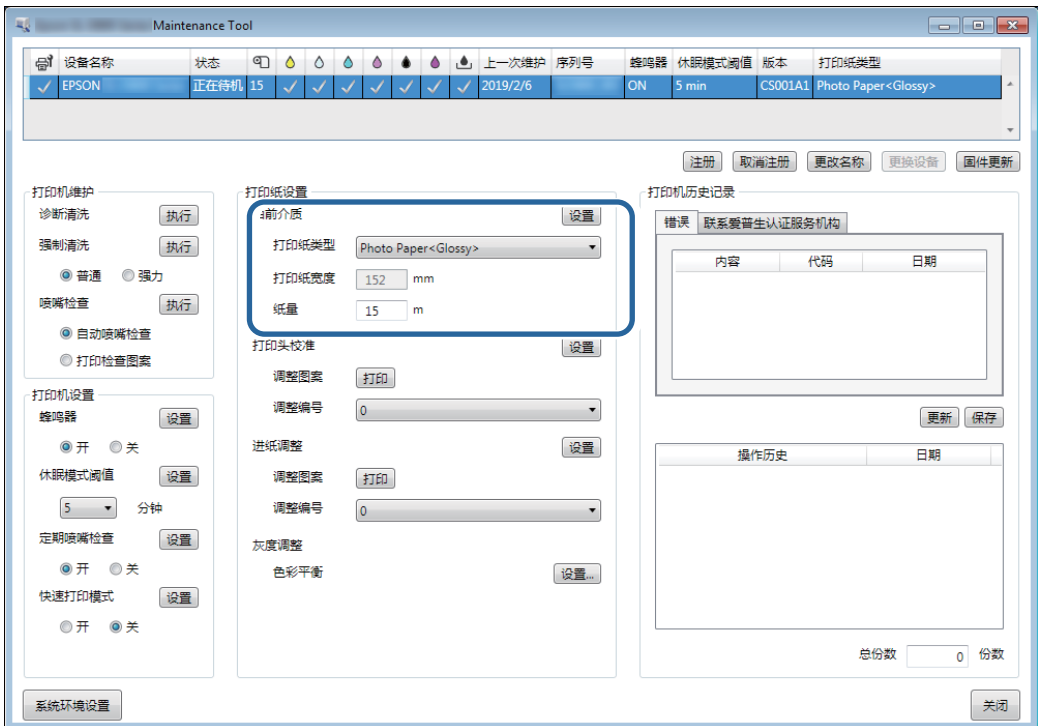 Maintenance Tool
设备名称 状态 上一次维护 序列号 蜂鸣器 休眠模式阈值 版本 打印纸类型
EPSON 正在待机 15 2019/2/6 ON 5 min CS001A1 Photo Paper<Glossy>
注册 取消注册 更改名称 更换设备 固件更新
打印机维护
诊断清洗 执行
强制清洗 执行
普通 强力
喷嘴检查 执行
自动喷嘴检查
打印检查图案
打印机设置
蜂鸣器 设置
开 关
休眠模式阈值 设置
5 分钟
定期喷嘴检查 设置
开 关
快速打印模式 设置
开 关
打印纸设置
前介质 设置
打印纸类型 Photo Paper<Glossy>
打印纸宽度 152 mm
纸量 15 m
打印头校准 设置
调整图案 打印
调整编号 0
进纸调整 设置
调整图案 打印
调整编号 0
灰度调整
色彩平衡 设置...
打印机历史记录
错误 联系爱普生认证服务机构
内容 代码 日期
更新 保存
操作历史 日期
总份数 0 份数
系统环境设置 关闭